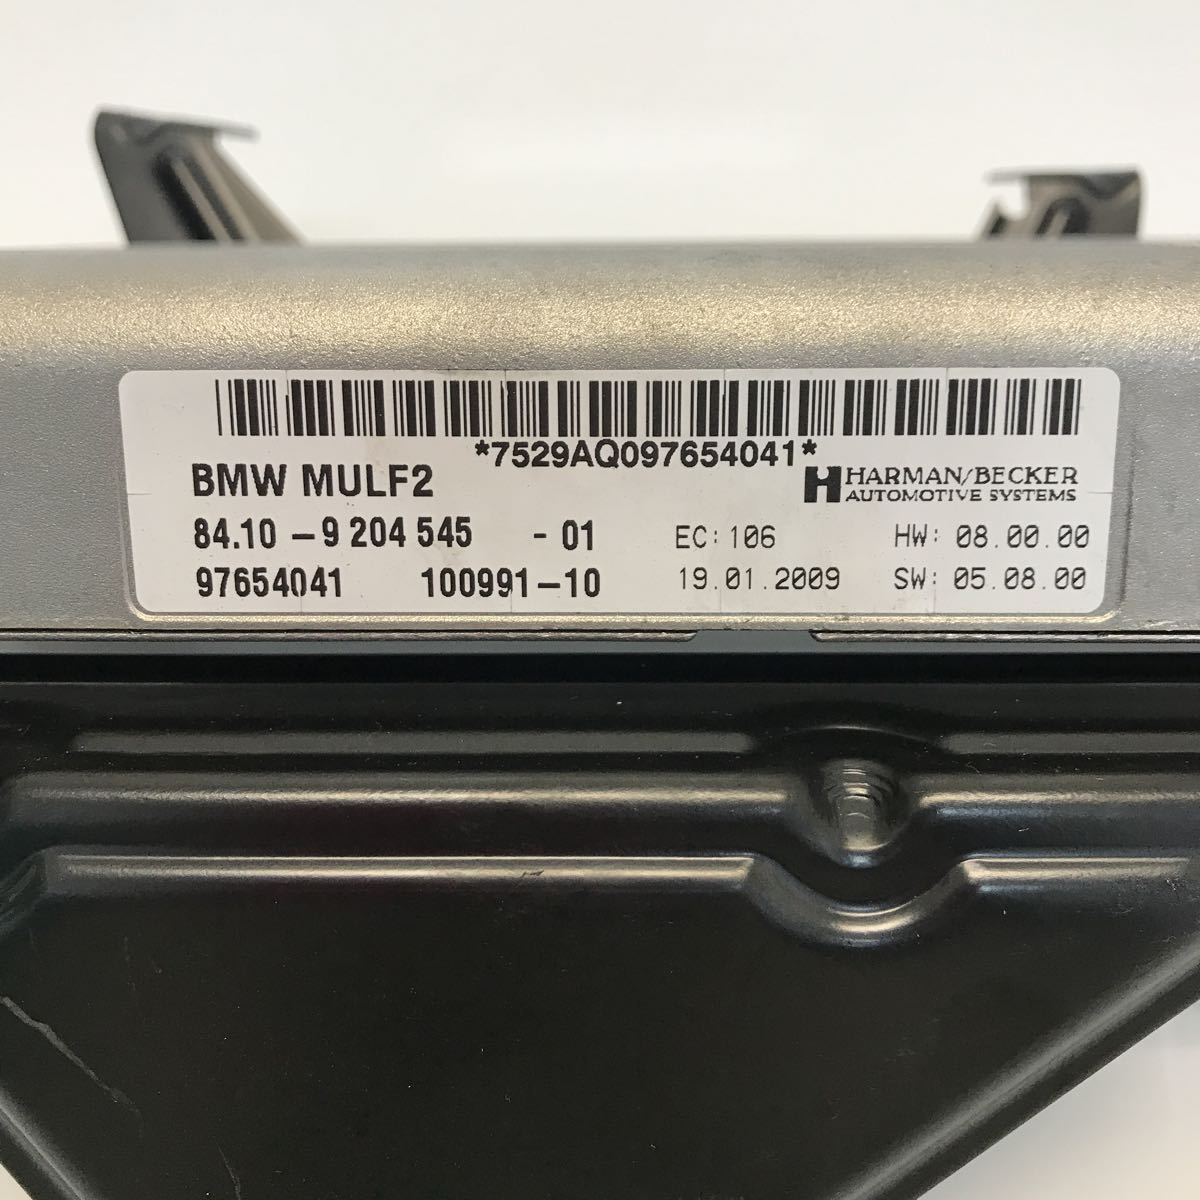 *7529AQ097654041*
BMW MULF2
HARMAN/BECKER
AUTOMOTIVE SYSTEMS
84.10 - 9 204 545 - 01 EC: 106 HW: 08.00.00
97654041 100991-10 19.01.2009 SW: 05.08.00